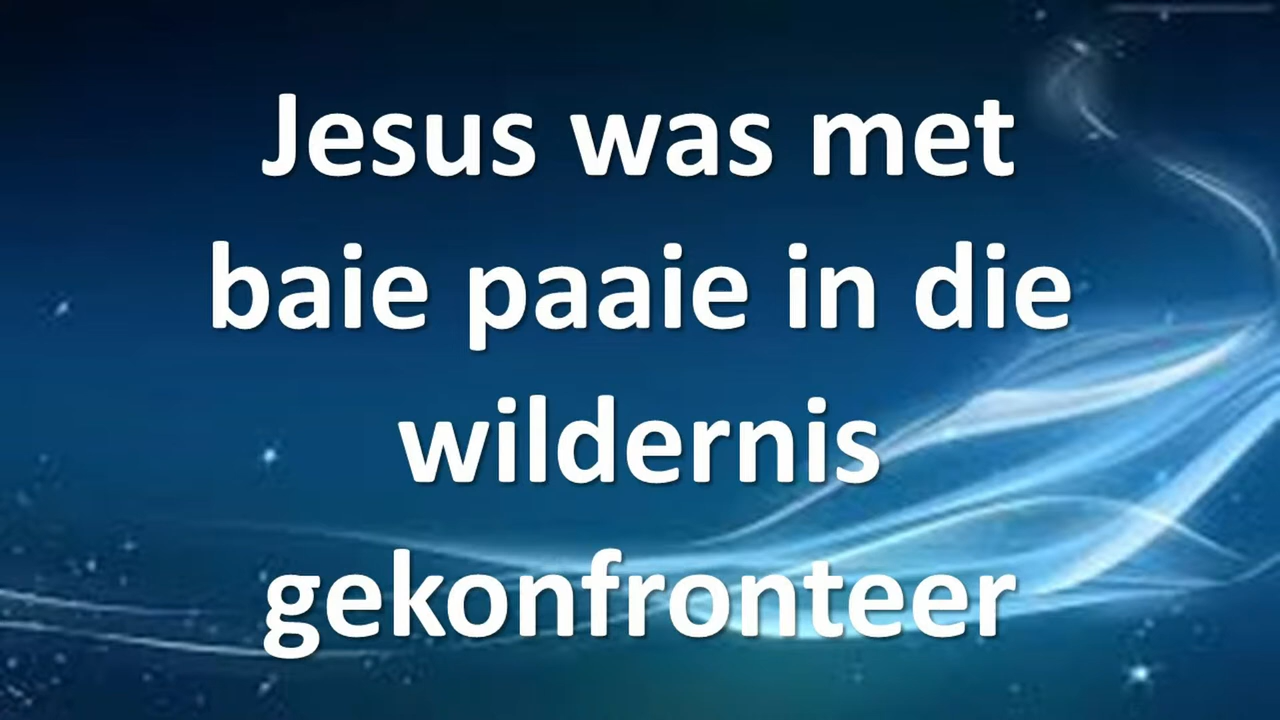 Jesus was met
baie paaie in die
wildernis
gekonfronteer